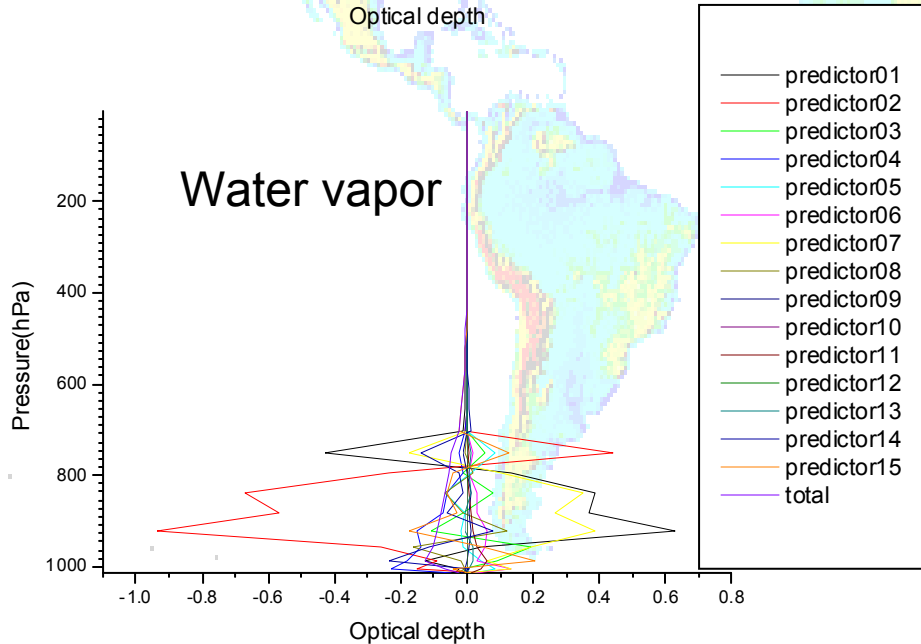 Optical depth
Water vapor
Pressure(hPa)
200
400
600
800
1000
-1.0
-0.8
-0.6
-0.4
-0.2
0.0
0.2
0.4
0.6
0.8
Optical depth
predictor01
predictor02
predictor03
predictor04
predictor05
predictor06
predictor07
predictor08
predictor09
predictor10
predictor11
predictor12
predictor13
predictor14
predictor15
total